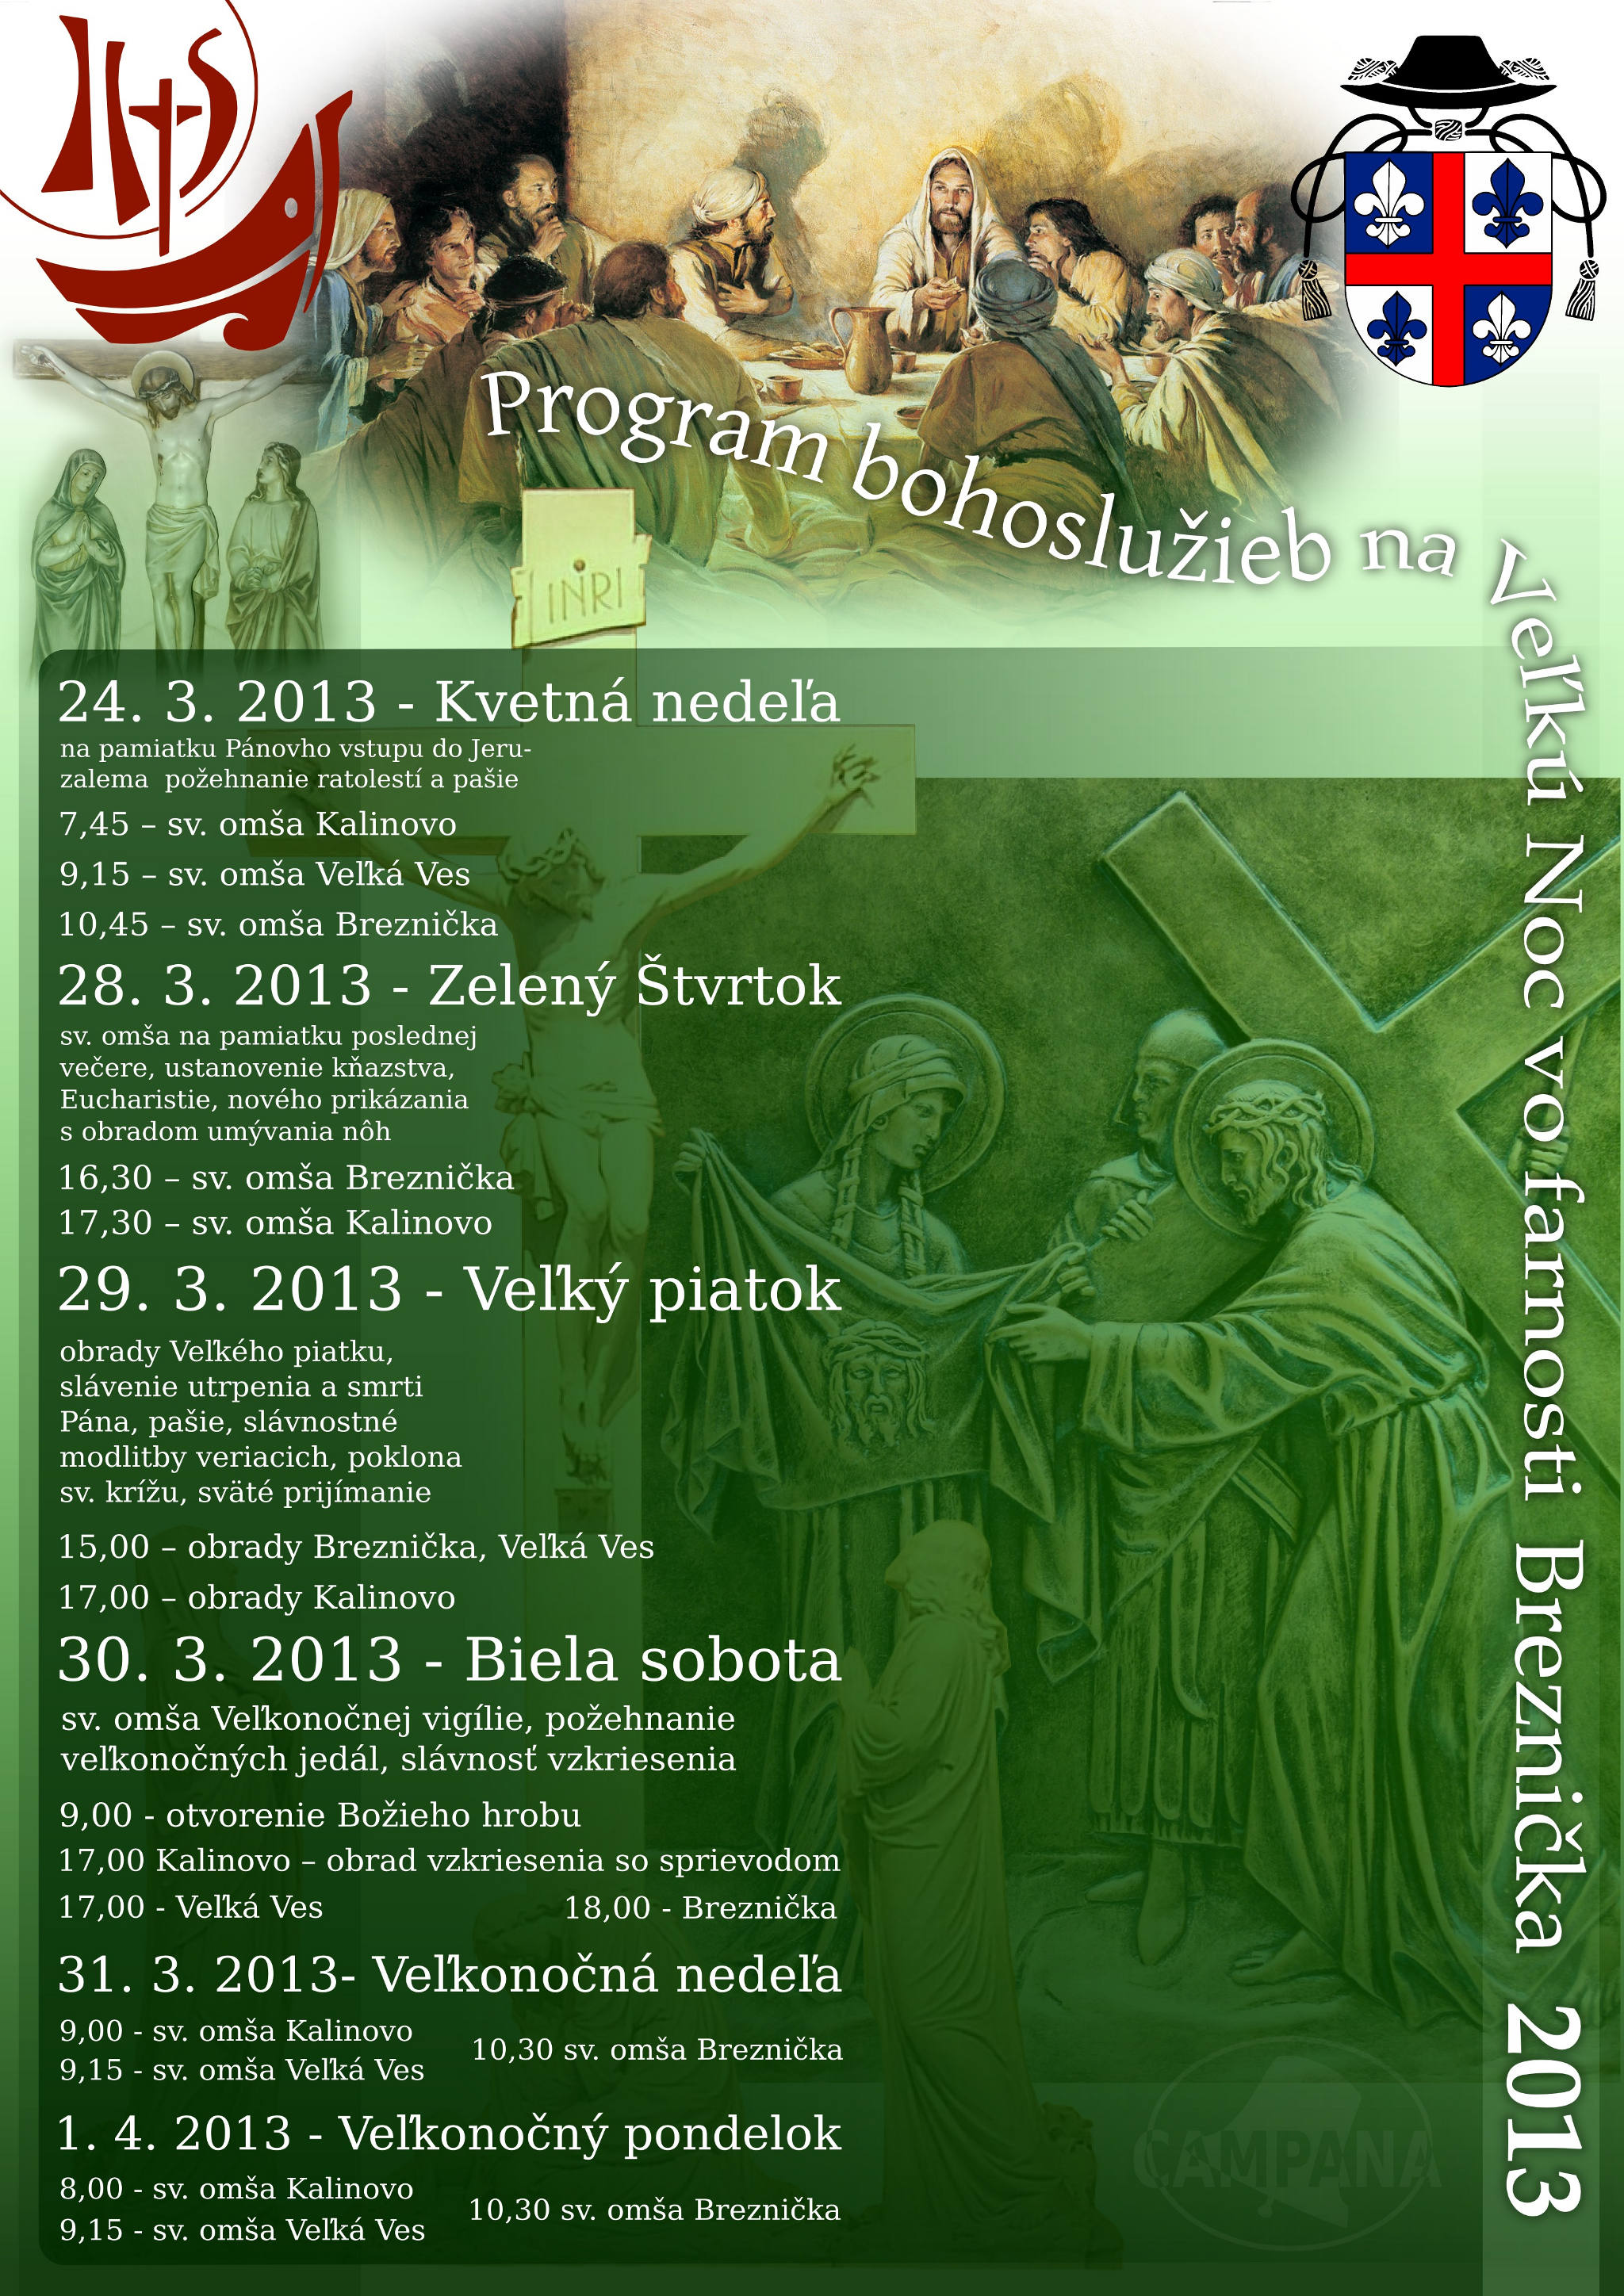 IHS
Program bohoslužieb na Veľkú Noc vo farnosti Breznička 2013
INRI
24. 3. 2013 - Kvetná nedeľa
na pamiatku Pánovho vstupu do Jeru-
zalema požehnanie ratolestí a pašie
7,45 – sv. omša Kalinovo
9,15 – sv. omša Veľká Ves
10,45 – sv. omša Breznička
28. 3. 2013 - Zelený Štvrtok
sv. omša na pamiatku poslednej
večere, ustanovenie kňazstva,
Eucharistie, nového prikázania
s obradom umývania nôh
16,30 – sv. omša Breznička
17,30 – sv. omša Kalinovo
29. 3. 2013 - Veľký piatok
obrady Veľkého piatku,
slávenie utrpenia a smrti
Pána, pašie, slávnostné
modlitby veriacich, poklona
sv. krížu, sväté prijímanie
15,00 – obrady Breznička, Veľká Ves
17,00 – obrady Kalinovo
30. 3. 2013 - Biela sobota
sv. omša Veľkonočnej vigílie, požehnanie
veľkonočných jedál, slávnosť vzkriesenia
9,00 - otvorenie Božieho hrobu
17,00 Kalinovo – obrad vzkriesenia so sprievodom
17,00 - Veľká Ves
18,00 - Breznička
31. 3. 2013- Veľkonočná nedeľa
9,00 - sv. omša Kalinovo
9,15 - sv. omša Veľká Ves
10,30 sv. omša Breznička
1. 4. 2013 - Veľkonočný pondelok
8,00 - sv. omša Kalinovo
9,15 - sv. omša Veľká Ves
10,30 sv. omša Breznička
CAMPANA